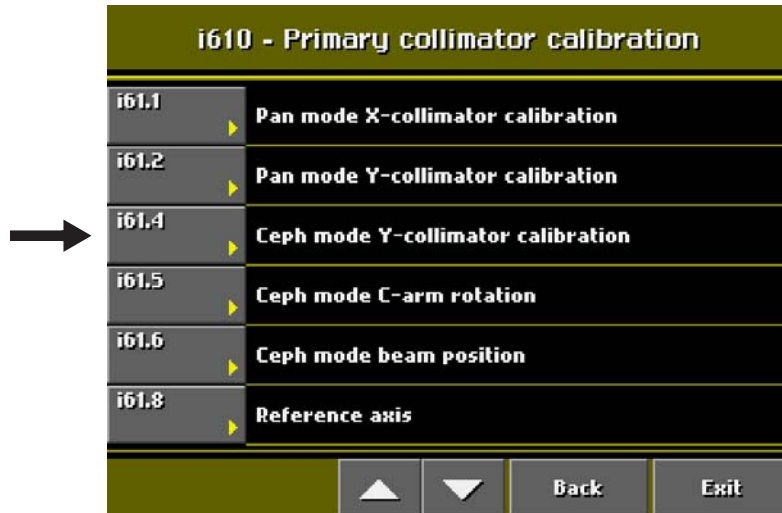 i610 - Primary collimator calibration
i61.1 Pan mode X-collimator calibration
i61.2 Pan mode Y-collimator calibration
i61.4 Ceph mode Y-collimator calibration
i61.5 Ceph mode C-arm rotation
i61.6 Ceph mode beam position
i61.8 Reference axis
Back Exit